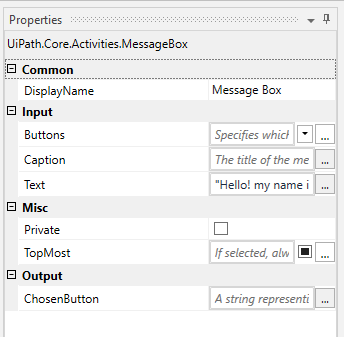 Properties
UiPath.Core.Activities.MessageBox
Common
DisplayName Message Box
Input
Buttons Specifies which ...
Caption The title of the me ...
Text "Hello! my name i ...
Misc
Private
TopMost If selected, alw ...
Output
ChosenButton A string representi ...